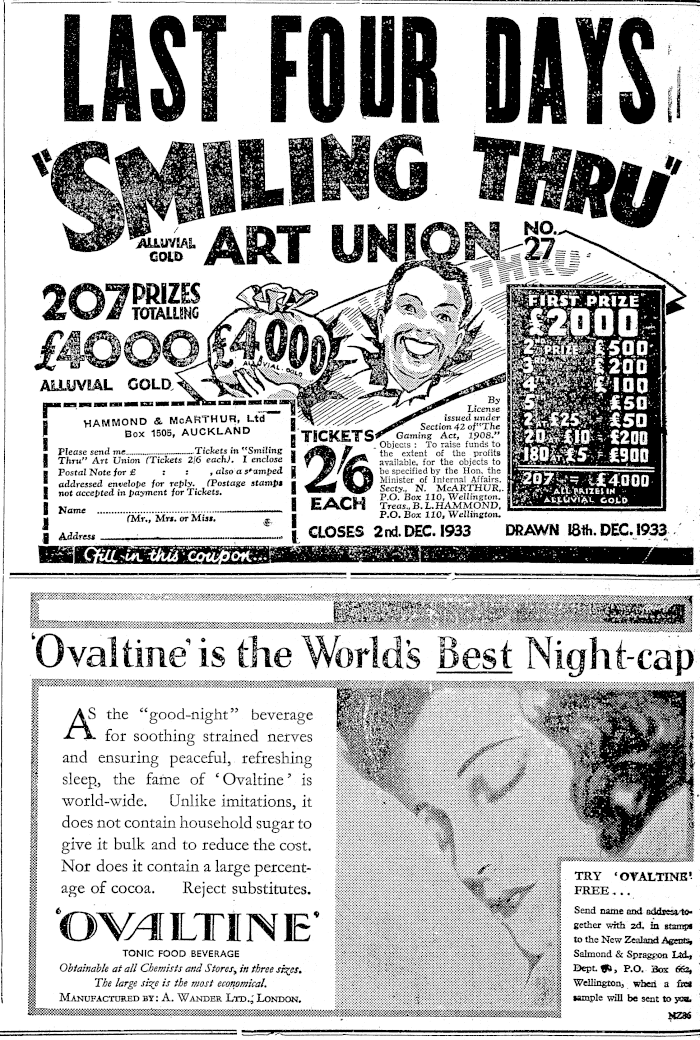 LAST FOUR DAYS
"SMILING THRU"
ALLUVIAL
GOLD
ART UNION
NO.
27
THRU
207 PRIZES
TOTALLING
£4000
ALLUVIAL GOLD
£4000
ALLUVIAL GOLD
FIRST PRIZE
£2000
2nd PRIZE £500
3rd £200
4th £100
5 £50
2 £25 £50
20 £10 = £200
180 £5 = £900
207 = £4000
ALL PRIZES IN
ALLUVIAL GOLD
HAMMOND & McARTHUR, Ltd
Box 1505, AUCKLAND
Please send me Tickets in "Smiling
Thru" Art Union (Tickets 2/6 each). I enclose
Postal Note for £ : : , also a stamped
addressed envelope for reply. (Postage stamps
not accepted in payment for Tickets.
Name
(Mr., Mrs. or Miss.
Address
Fill in this coupon...
TICKETS
2/6
EACH
By
License
issued under
Section 42 of "The
Gaming Act, 1908."
Objects: To raise funds to
the extent of the profits
available, for the objects to
be specified by the Hon. the
Minister of Internal Affairs.
Secty., N. McARTHUR,
P.O. Box 110, Wellington.
Treas., B. L. HAMMOND,
P.O. Box 110, Wellington.
CLOSES 2nd. DEC. 1933 DRAWN 18th. DEC. 1933
'Ovaltine' is the World's Best Night-cap
As the "good-night" beverage
for soothing strained nerves
and ensuring peaceful, refreshing
sleep, the fame of 'Ovaltine' is
world-wide. Unlike imitations, it
does not contain household sugar to
give it bulk and to reduce the cost.
Nor does it contain a large percent-
age of cocoa. Reject substitutes.
'OVALTINE'
TONIC FOOD BEVERAGE
Obtainable at all Chemists and Stores, in three sizes.
The large size is the most economical.
MANUFACTURED BY: A. WANDER LTD., LONDON.
TRY 'OVALTINE'
FREE...
Send name and address to-
gether with 2d. in stamps
to the New Zealand Agents,
Salmond & Spraggon Ltd.,
Dept. , P.O. Box 662,
Wellington, when a free
sample will be sent to you.
NZ36